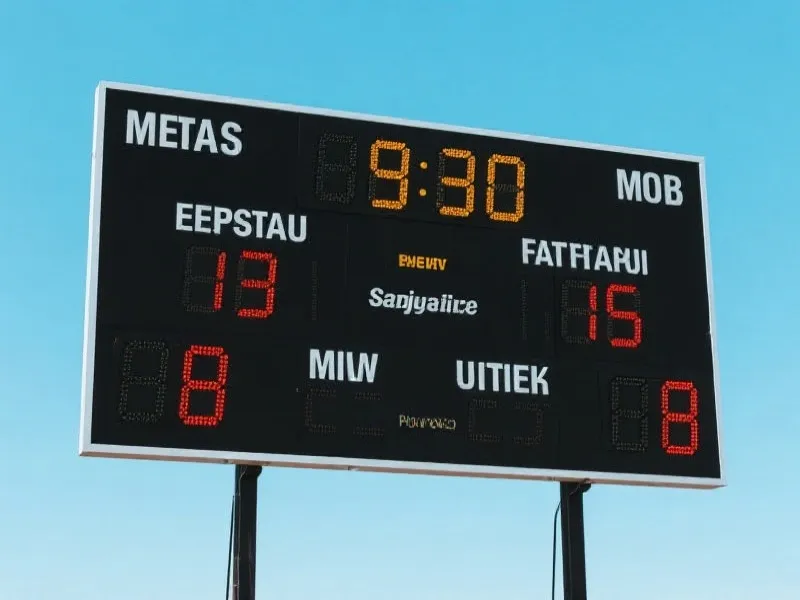 METAS 9:30 MOB
EEPSTAU FATFTAPUI
13 15
Sanjyalice
MIW UITIEK
8 8